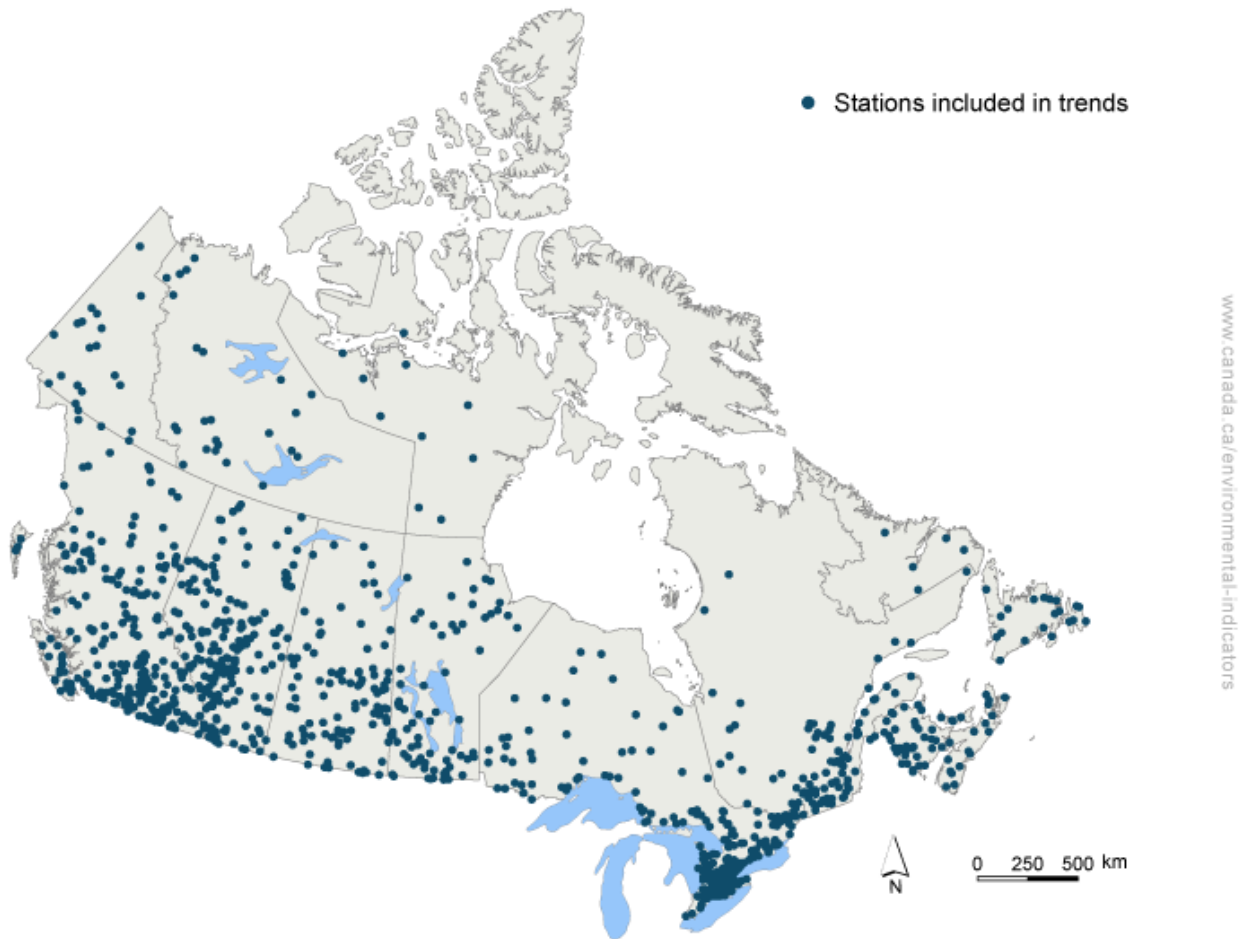 Stations included in trends
www.canada.ca/environmental-indicators
N
0 250 500 km